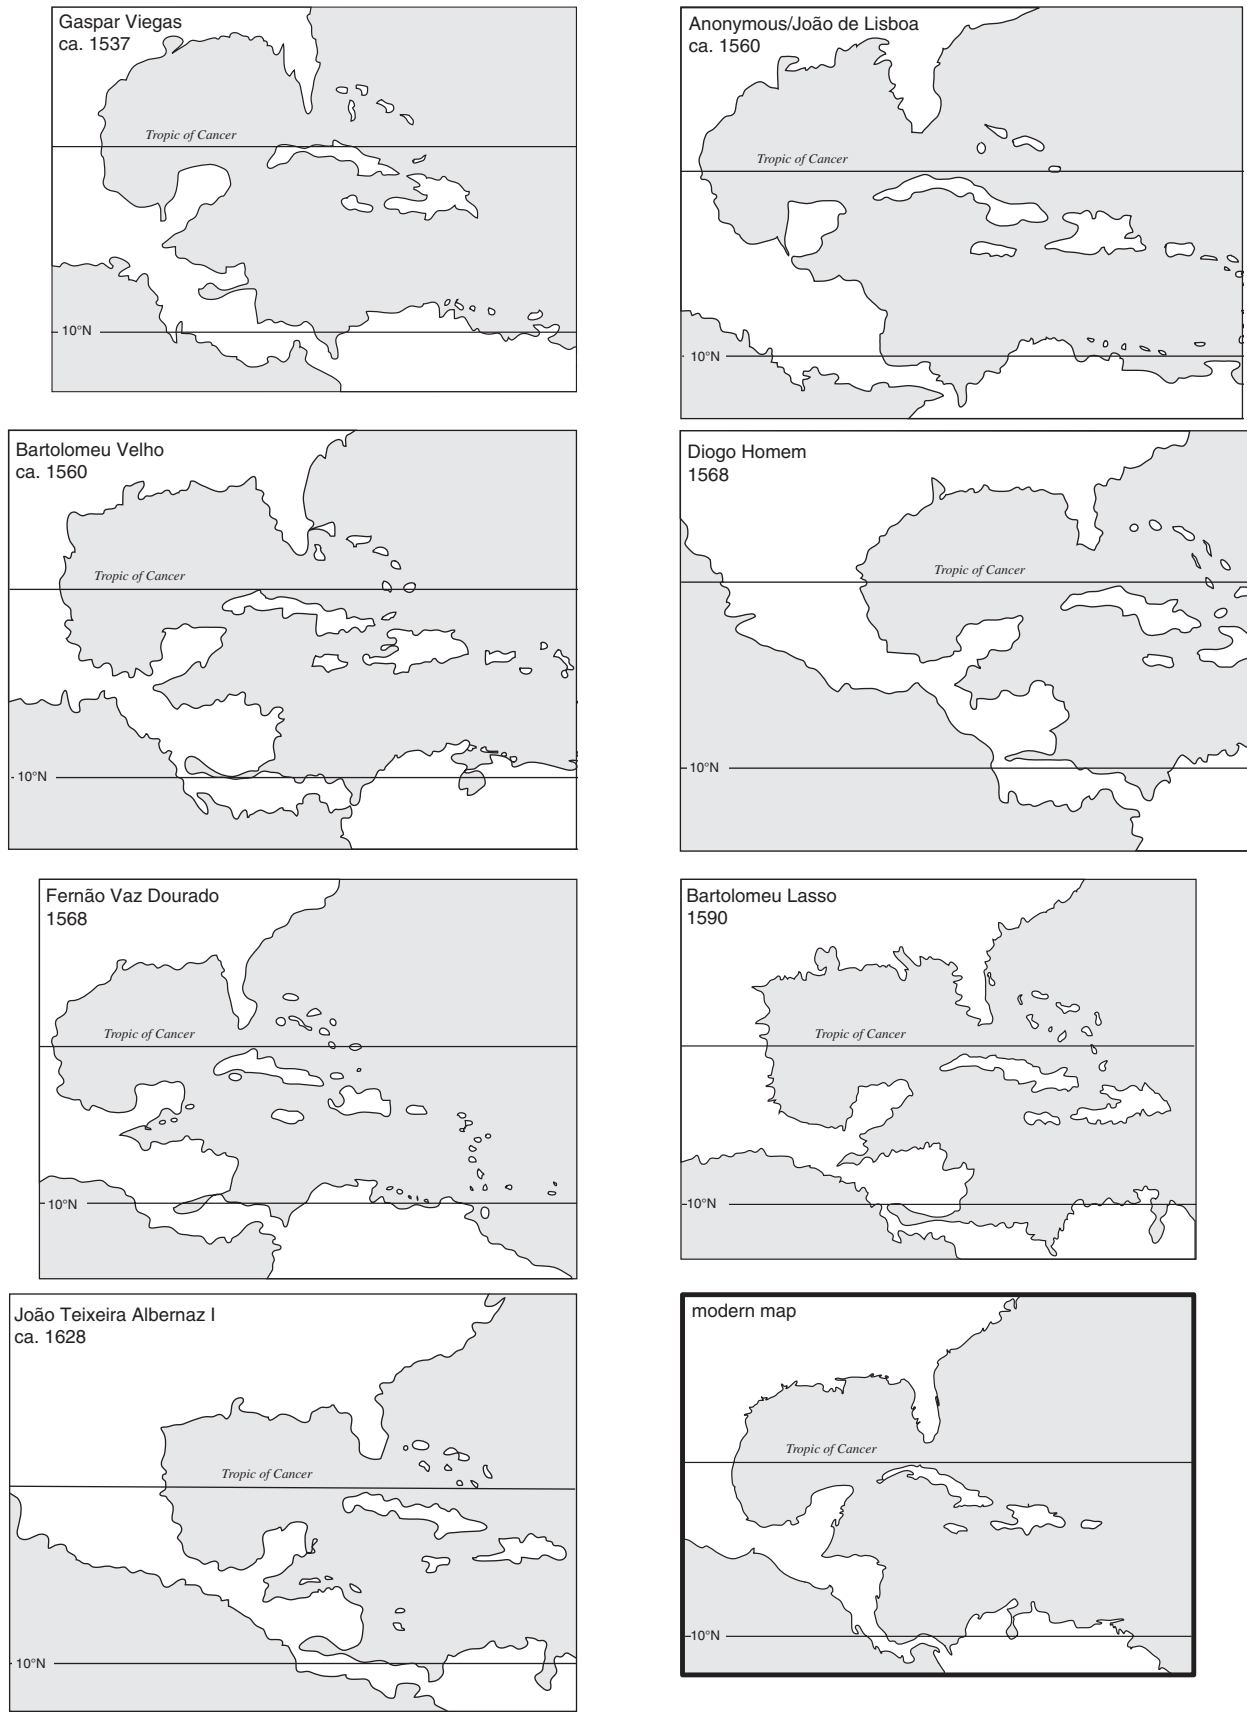 Gaspar Viegas
ca. 1537
Tropic of Cancer
10°N
Anonymous/João de Lisboa
ca. 1560
Tropic of Cancer
10°N
Bartolomeu Velho
ca. 1560
Tropic of Cancer
10°N
Diogo Homem
1568
Tropic of Cancer
10°N
Fernão Vaz Dourado
1568
Tropic of Cancer
10°N
Bartolomeu Lasso
1590
Tropic of Cancer
10°N
João Teixeira Albernaz I
ca. 1628
Tropic of Cancer
10°N
modern map
Tropic of Cancer
10°N